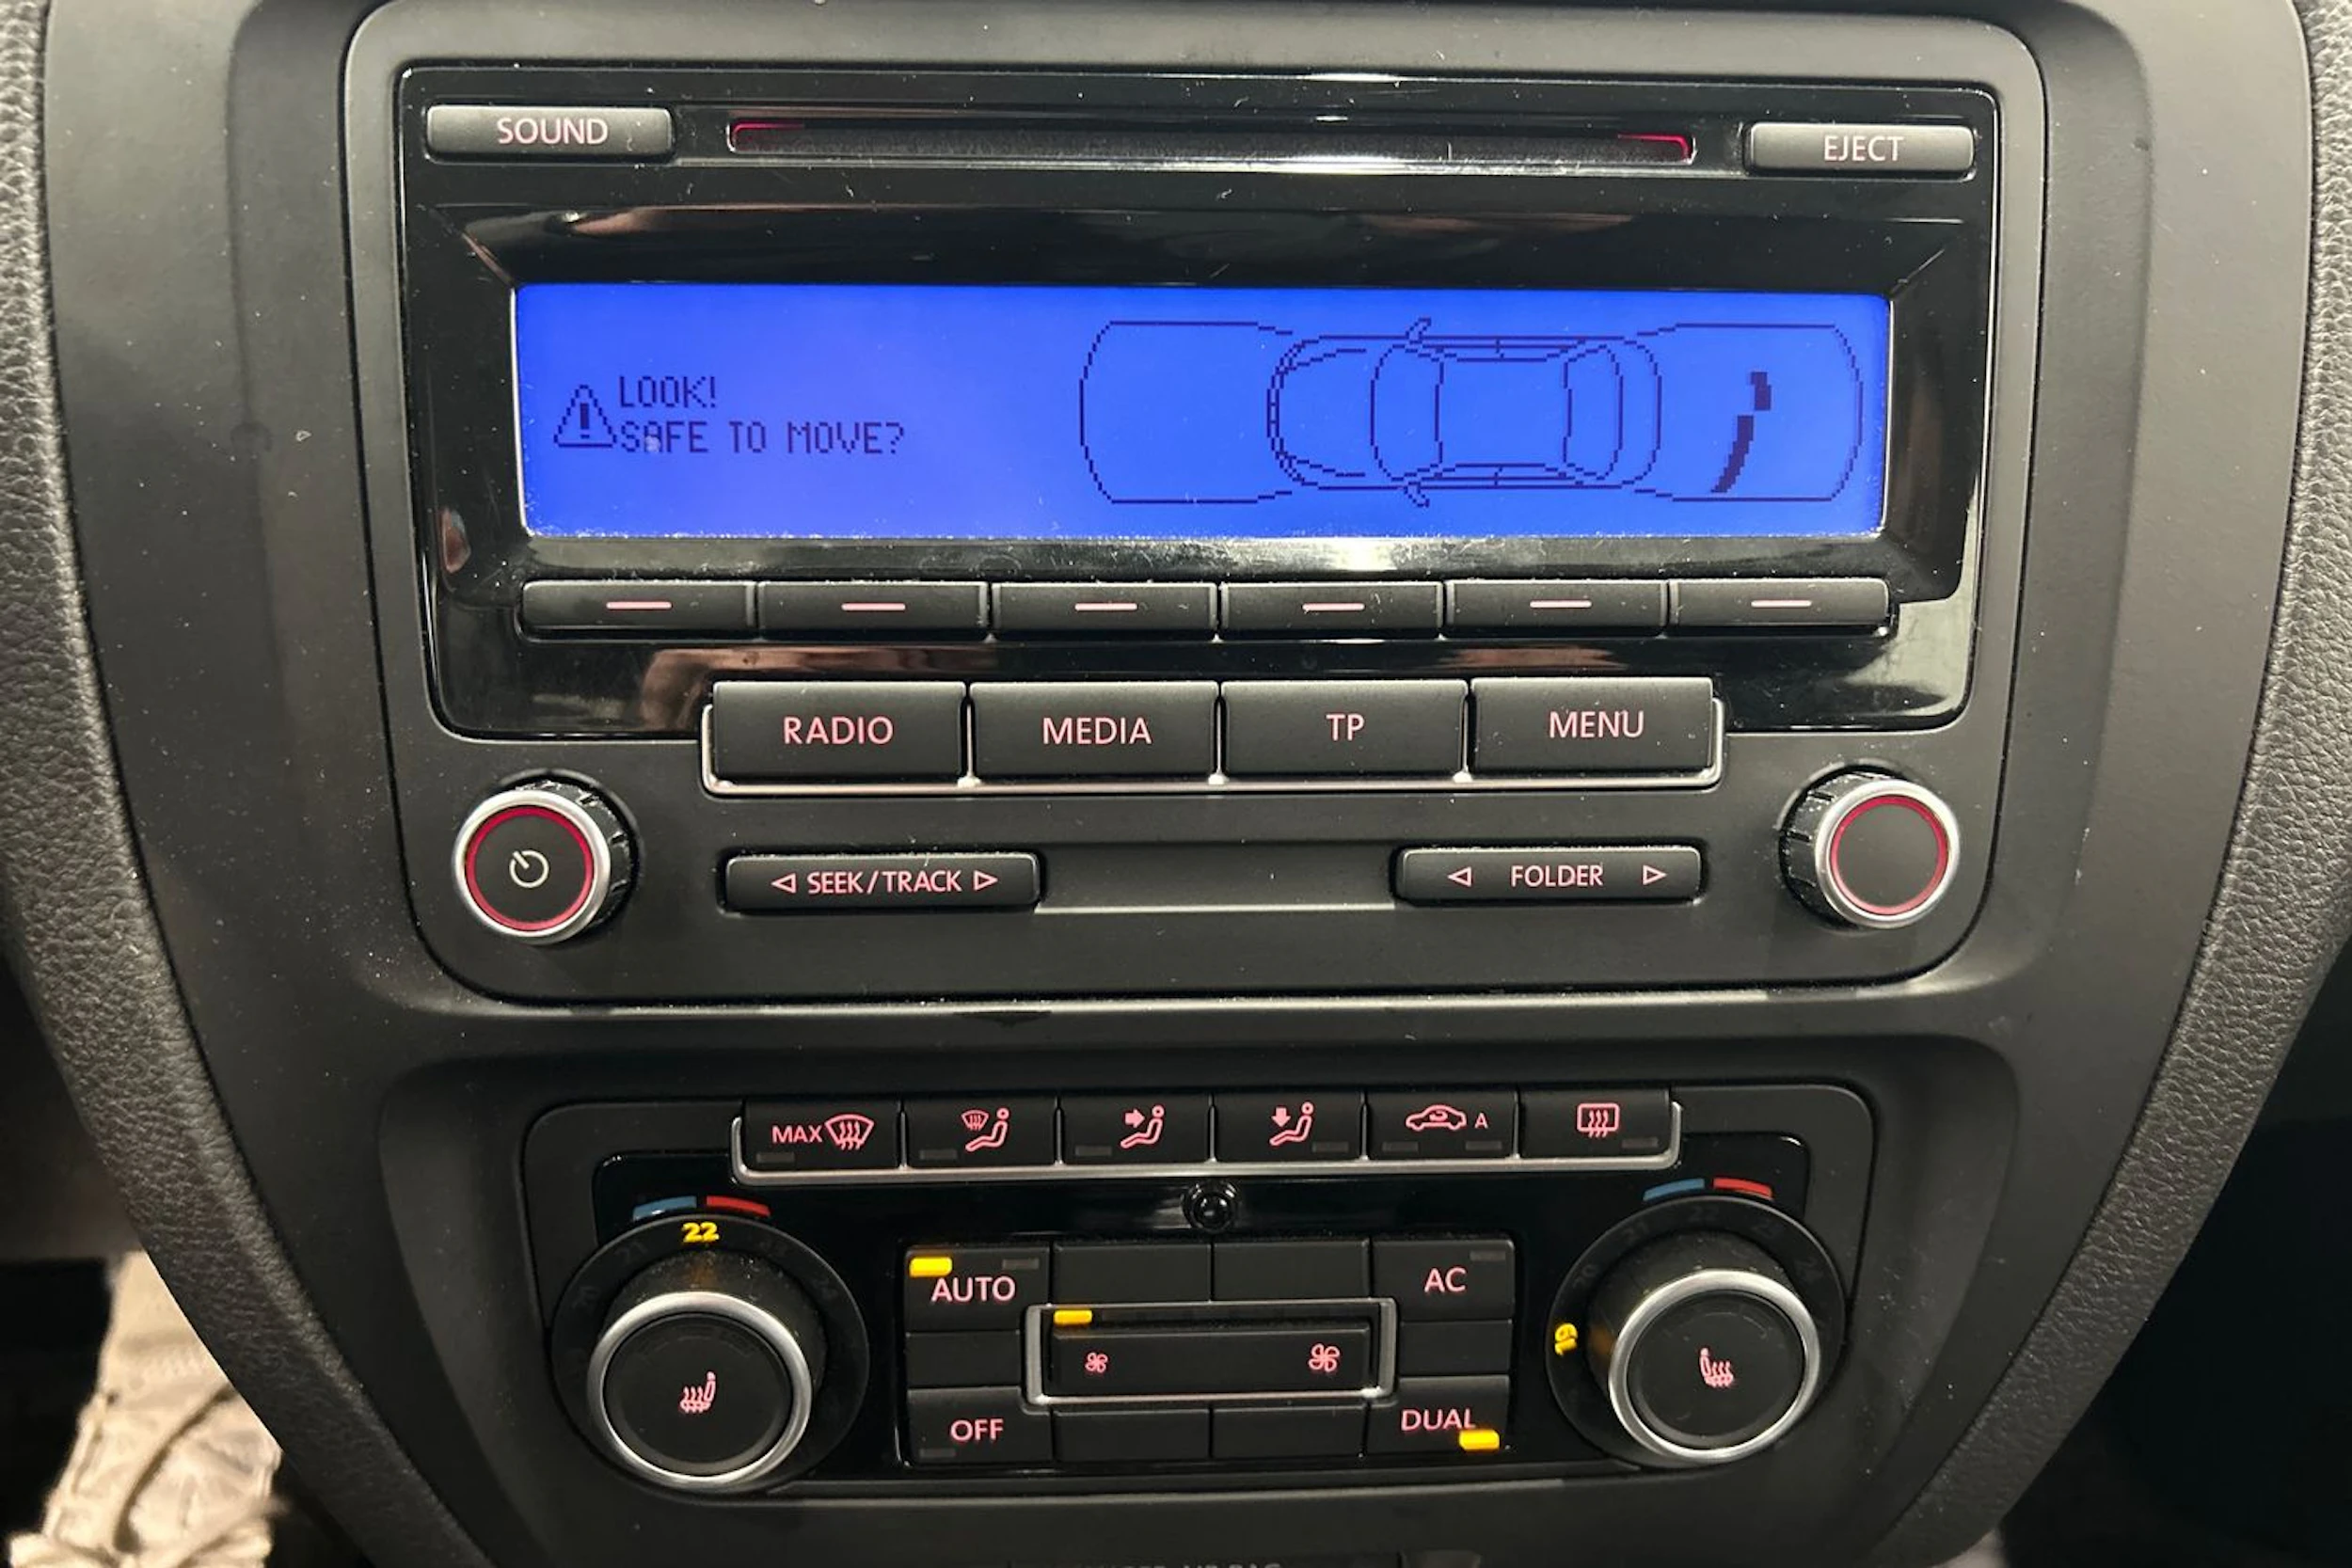 SOUND
EJECT
LOOK!
SAFE TO MOVE?
RADIO
MEDIA
TP
MENU
SEEK/TRACK
FOLDER
MAX
A
22
AUTO
AC
OFF
DUAL